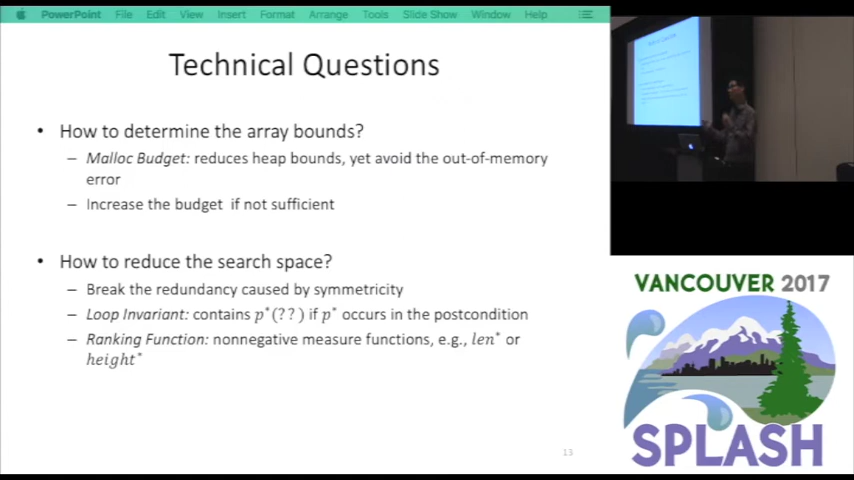 PowerPoint File Edit View Insert Format Arrange Tools Slide Show Window Help
Technical Questions
• How to determine the array bounds?
– Malloc Budget: reduces heap bounds, yet avoid the out-of-memory
error
– Increase the budget if not sufficient
• How to reduce the search space?
– Break the redundancy caused by symmetricity
– Loop Invariant: contains p*(??) if p* occurs in the postcondition
– Ranking Function: nonnegative measure functions, e.g., len* or
height*
13
VANCOUVER 2017
SPLASH